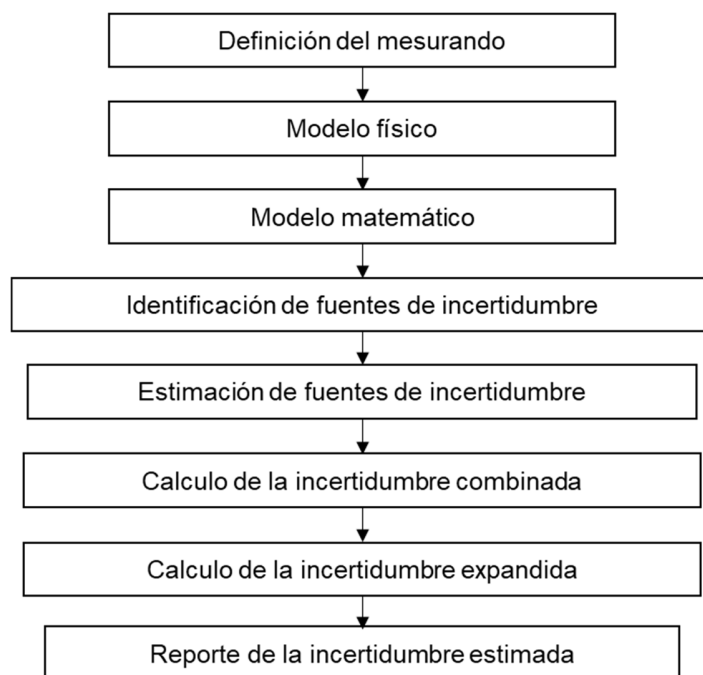 Definición del mesurando
Modelo físico
Modelo matemático
Identificación de fuentes de incertidumbre
Estimación de fuentes de incertidumbre
Calculo de la incertidumbre combinada
Calculo de la incertidumbre expandida
Reporte de la incertidumbre estimada